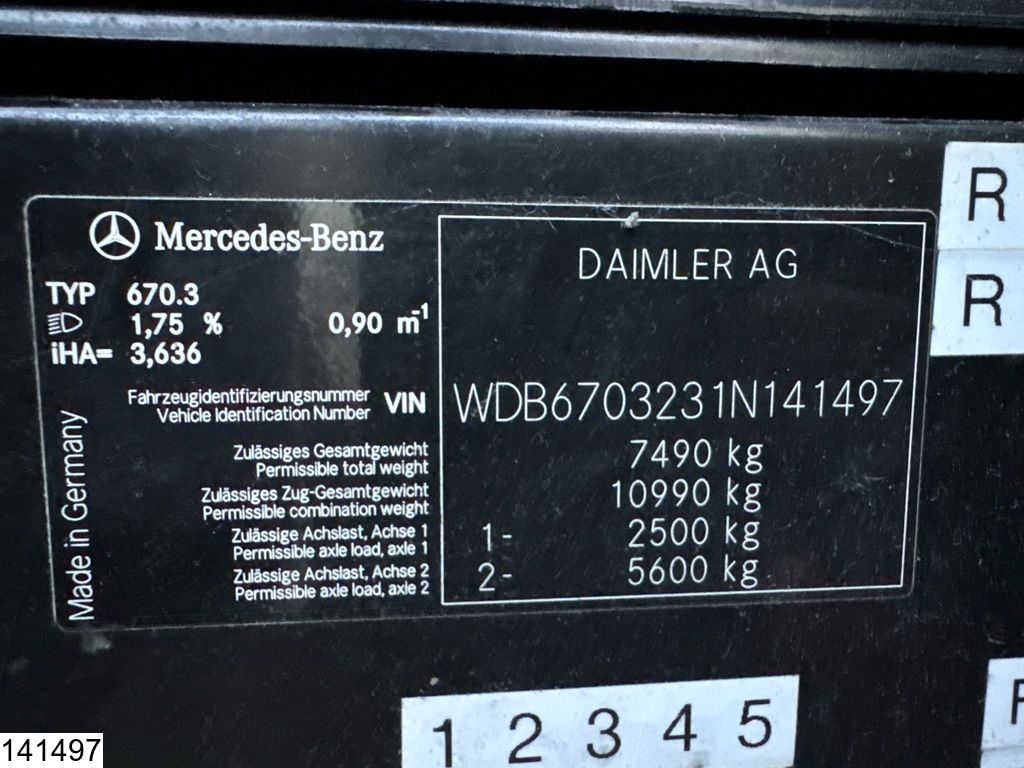 Mercedes-Benz
TYP 670.3
1,75 % 0,90 m⁻¹
iHA= 3,636
Made in Germany
DAIMLER AG
Fahrzeugidentifizierungsnummer
Vehicle Identification Number VIN WDB6703231N141497
Zulässiges Gesamtgewicht
Permissible total weight 7490 kg
Zulässiges Zug-Gesamtgewicht
Permissible combination weight 10990 kg
Zulässige Achslast, Achse 1
Permissible axle load, axle 1 1- 2500 kg
Zulässige Achslast, Achse 2
Permissible axle load, axle 2 2- 5600 kg
R
R
1 2 3 4 5
141497